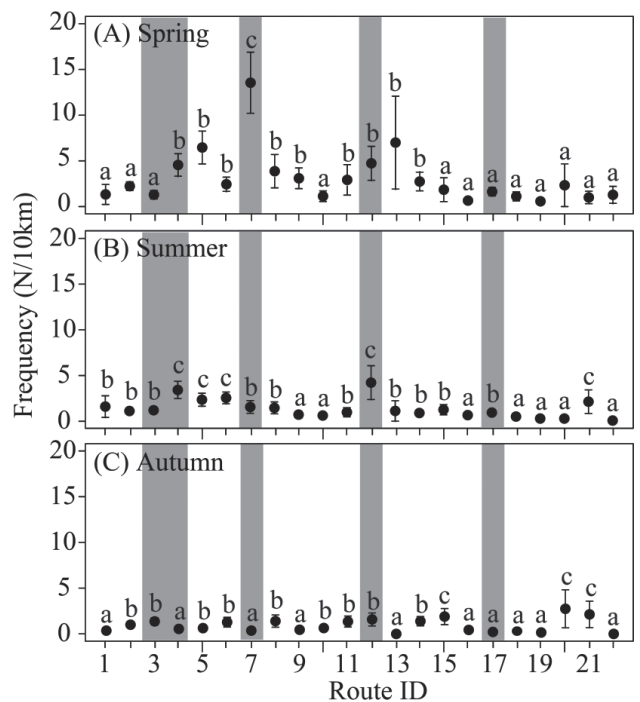 Frequency (N/10km)
(A) Spring
20
15
10
5
0
a a a b b b c b b a b b b b a a a a a a a a
(B) Summer
20
15
10
5
0
b b b c c c b b a a b c b b b a b a a a c a
(C) Autumn
20
15
10
5
0
a b b a b b a b a b b b a b c a a a a c c a
1 3 5 7 9 11 13 15 17 19 21
Route ID